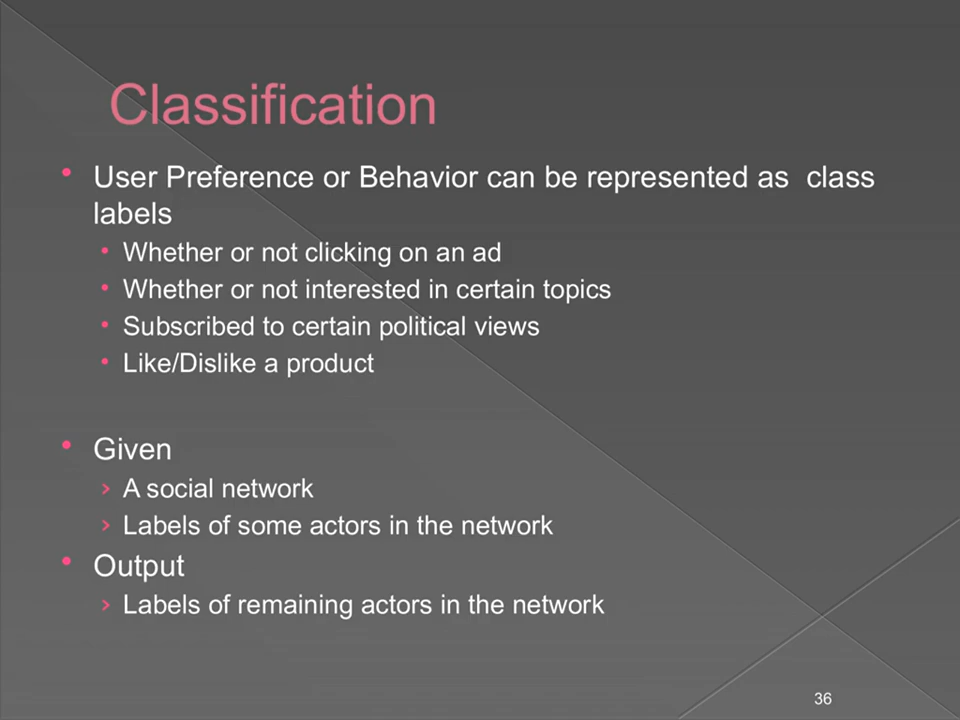 Classification
• User Preference or Behavior can be represented as  class
labels
• Whether or not clicking on an ad
• Whether or not interested in certain topics
• Subscribed to certain political views
• Like/Dislike a product
• Given
› A social network
› Labels of some actors in the network
• Output
› Labels of remaining actors in the network
36